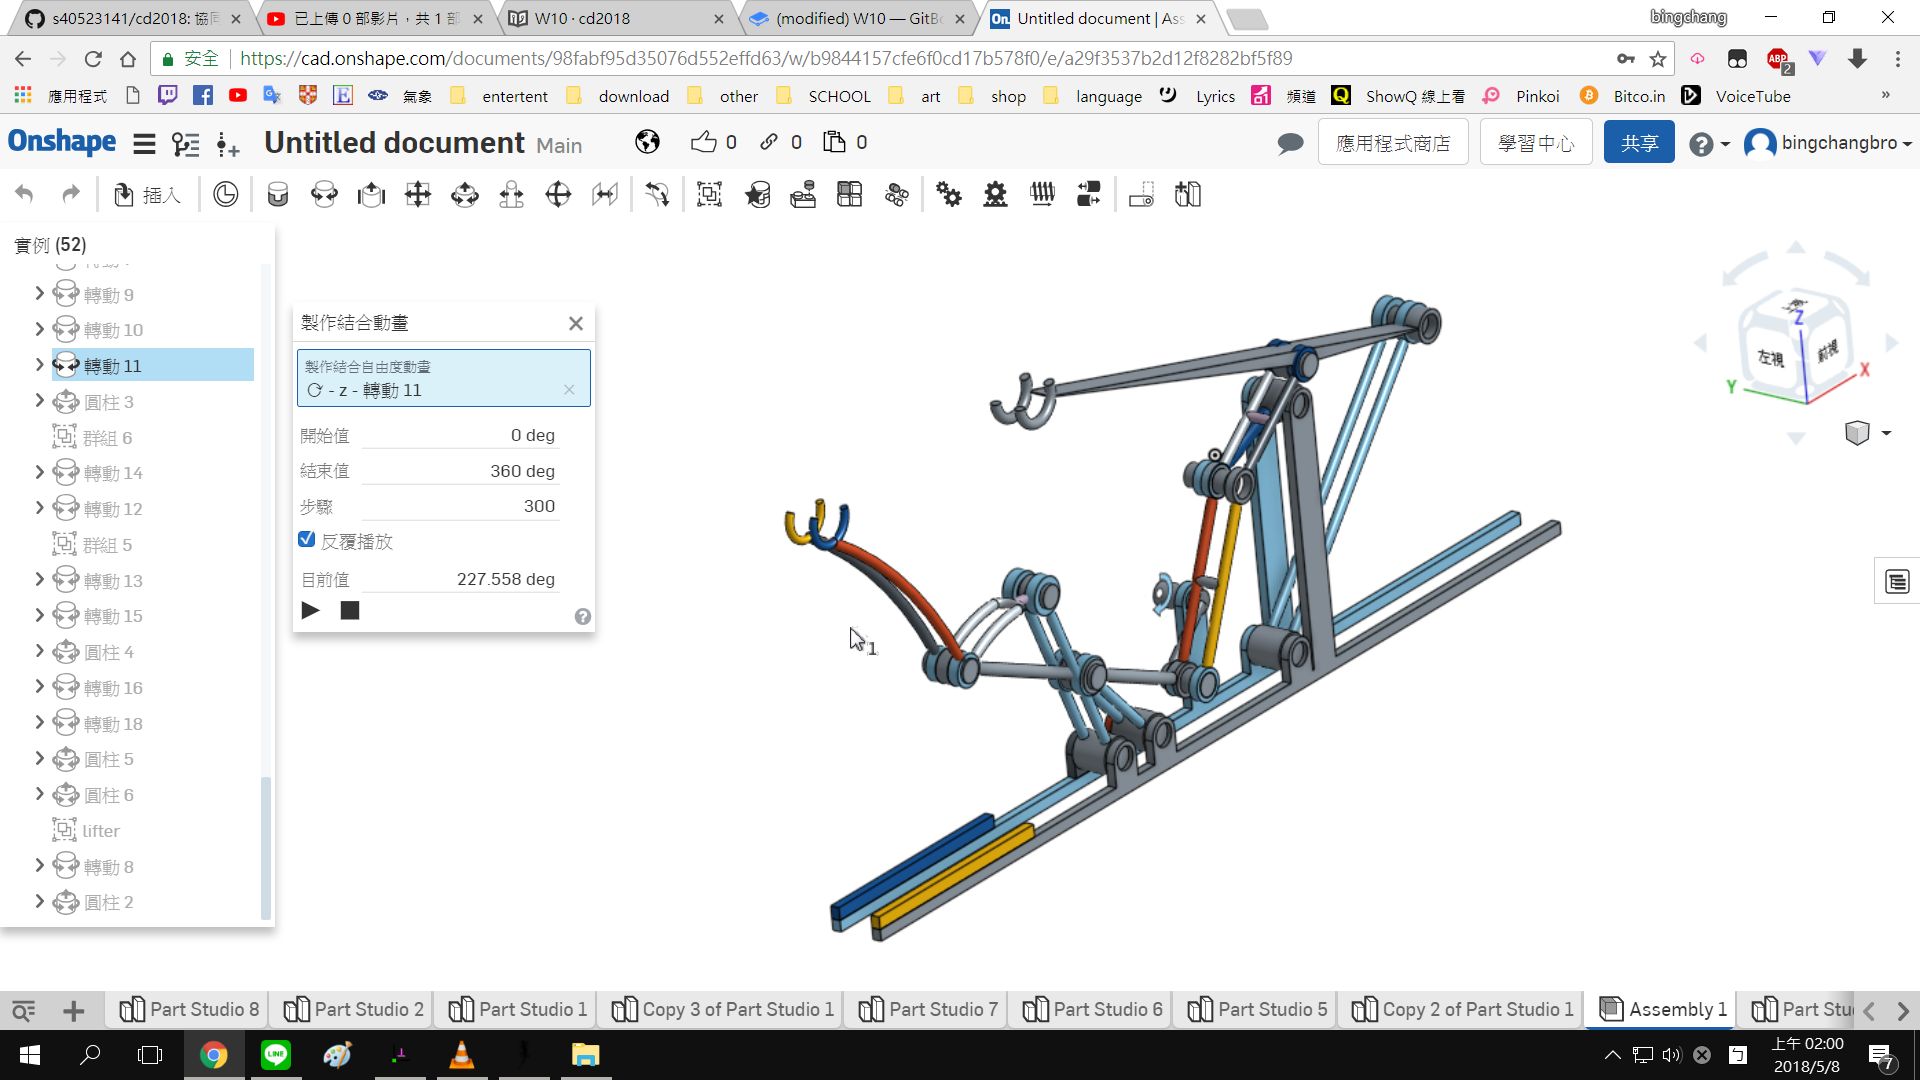 s40523141/cd2018: 協同
已上傳 0 部影片，共 1 部
W10 · cd2018
(modified) W10 — GitBo
Untitled document | Ass
bingchang
安全
https://cad.onshape.com/documents/98fabf95d35076d552effd63/w/b9844157cfe6f0cd17b578f0/e/a29f3537b2d12f8282bf5f89
ABP
2
應用程式
氣象
entertent
download
other
SCHOOL
art
shop
language
Lyrics
頻道
ShowQ 線上看
Pinkoi
Bitco.in
VoiceTube
»
Onshape
Untitled document Main
0
0
0
應用程式商店
學習中心
共享
bingchangbro
插入
實例 (52)
轉動 9
轉動 10
轉動 11
圓柱 3
群組 6
轉動 14
轉動 12
群組 5
轉動 13
轉動 15
圓柱 4
轉動 16
轉動 18
圓柱 5
圓柱 6
lifter
轉動 8
圓柱 2
製作結合動畫
製作結合自由度動畫
- z - 轉動 11
開始值 0 deg
結束值 360 deg
步驟 300
反覆播放
目前值 227.558 deg
1
Z
左視
前視
Y
X
Part Studio 8
Part Studio 2
Part Studio 1
Copy 3 of Part Studio 1
Part Studio 7
Part Studio 6
Part Studio 5
Copy 2 of Part Studio 1
Assembly 1
Part Stu
LINE
上午 02:00
2018/5/8
7